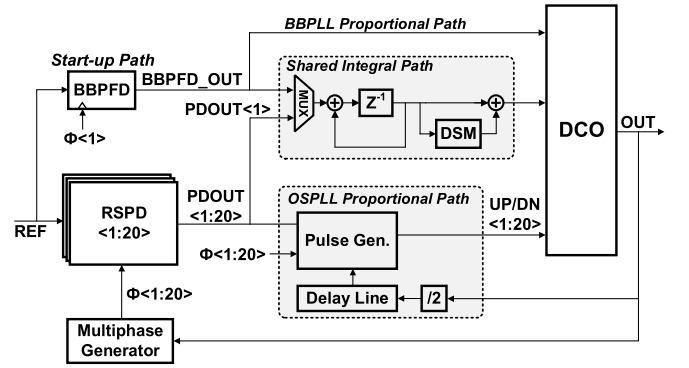 BBPLL Proportional Path
Start-up Path
Shared Integral Path
BBPFD
BBPFD_OUT
MUX
Z-1
DSM
Φ<1>
PDOUT<1>
DCO
OUT
RSPD
<1:20>
REF
PDOUT
<1:20>
OSPLL Proportional Path
Pulse Gen.
UP/DN
<1:20>
Φ<1:20>
Delay Line
/2
Φ<1:20>
Multiphase
Generator